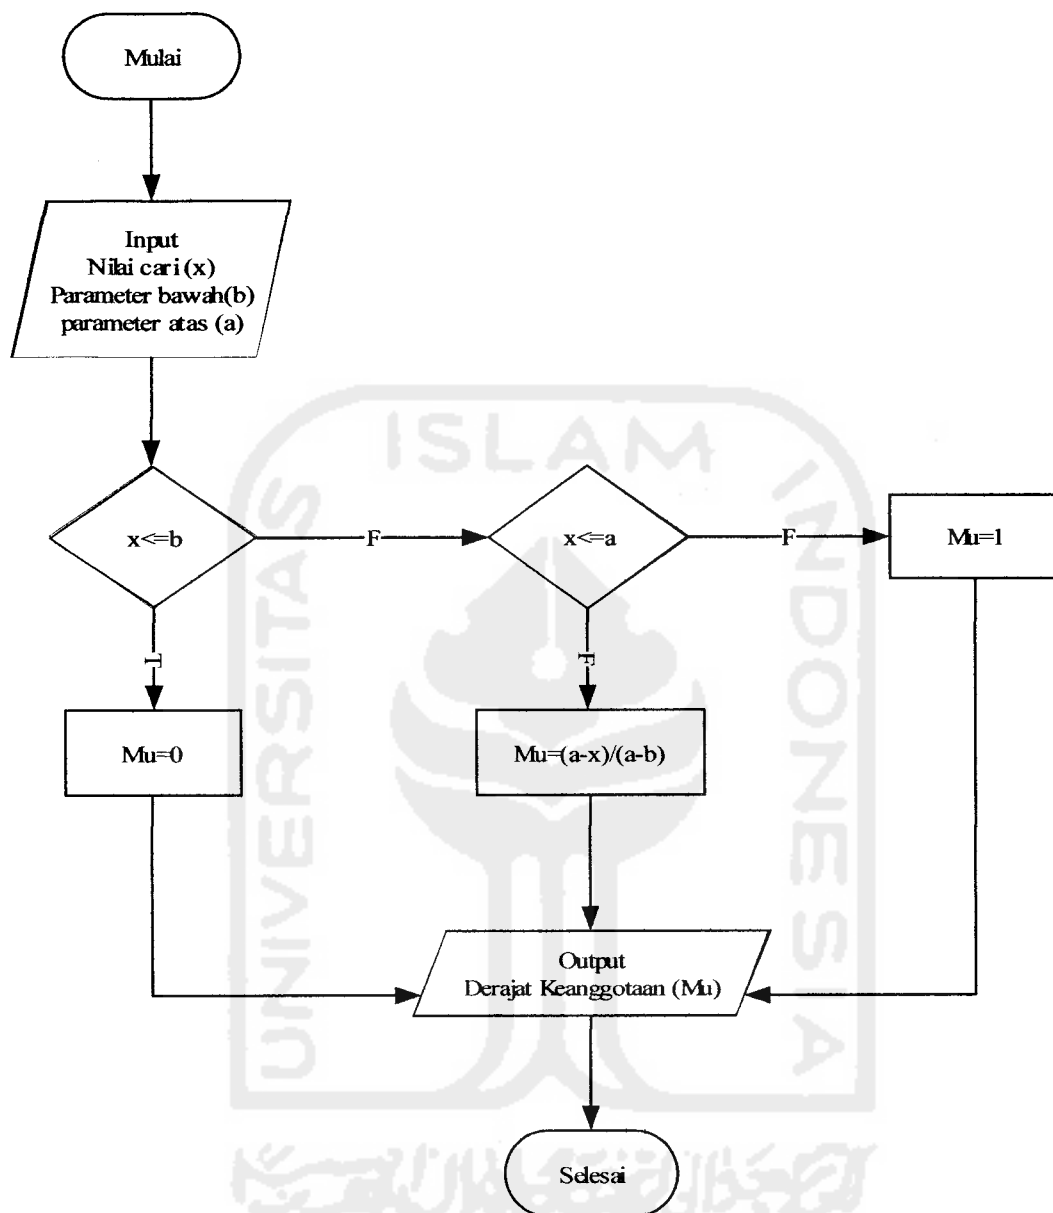 Mulai
Input
Nilai cari (x)
Parameter bawah(b)
parameter atas (a)
x<=b
F
x<=a
F
Mu=1
T
F
Mu=0
Mu=(a-x)/(a-b)
Output
Derajat Keanggotaan (Mu)
Selesai
ISLAM
UNIVERSITAS
INDONESIA